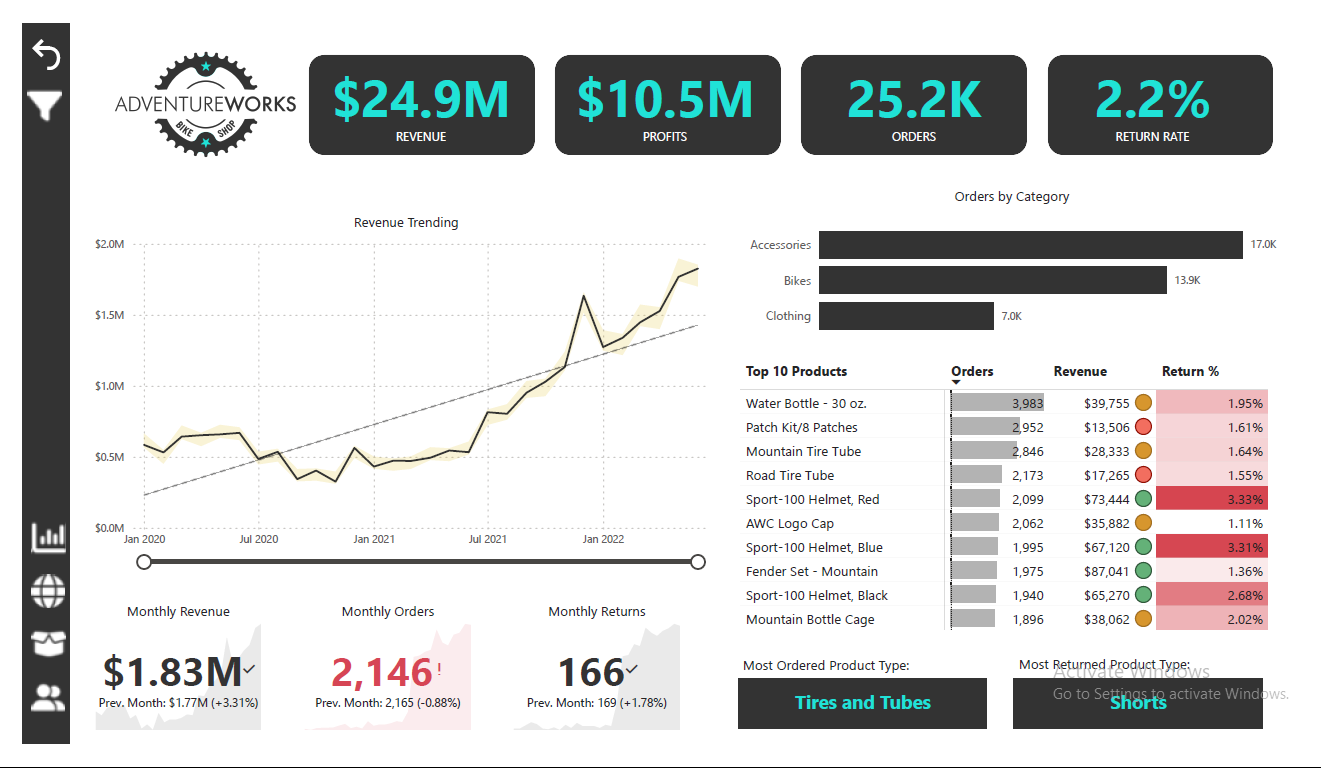 ADVENTUREWORKS
BIKE SHOP
$24.9M
REVENUE
$10.5M
PROFITS
25.2K
ORDERS
2.2%
RETURN RATE
Revenue Trending
$2.0M
$1.5M
$1.0M
$0.5M
$0.0M
Jan 2020 Jul 2020 Jan 2021 Jul 2021 Jan 2022
Orders by Category
Accessories 17.0K
Bikes 13.9K
Clothing 7.0K
Top 10 Products Orders Revenue Return %
Water Bottle - 30 oz. 3,983 $39,755 1.95%
Patch Kit/8 Patches 2,952 $13,506 1.61%
Mountain Tire Tube 2,846 $28,333 1.64%
Road Tire Tube 2,173 $17,265 1.55%
Sport-100 Helmet, Red 2,099 $73,444 3.33%
AWC Logo Cap 2,062 $35,882 1.11%
Sport-100 Helmet, Blue 1,995 $67,120 3.31%
Fender Set - Mountain 1,975 $87,041 1.36%
Sport-100 Helmet, Black 1,940 $65,270 2.68%
Mountain Bottle Cage 1,896 $38,062 2.02%
Monthly Revenue
$1.83M
Prev. Month: $1.77M (+3.31%)
Monthly Orders
2,146!
Prev. Month: 2,165 (-0.88%)
Monthly Returns
166
Prev. Month: 169 (+1.78%)
Most Ordered Product Type:
Tires and Tubes
Most Returned Product Type:
Shorts
Activate Windows
Go to Settings to activate Windows.